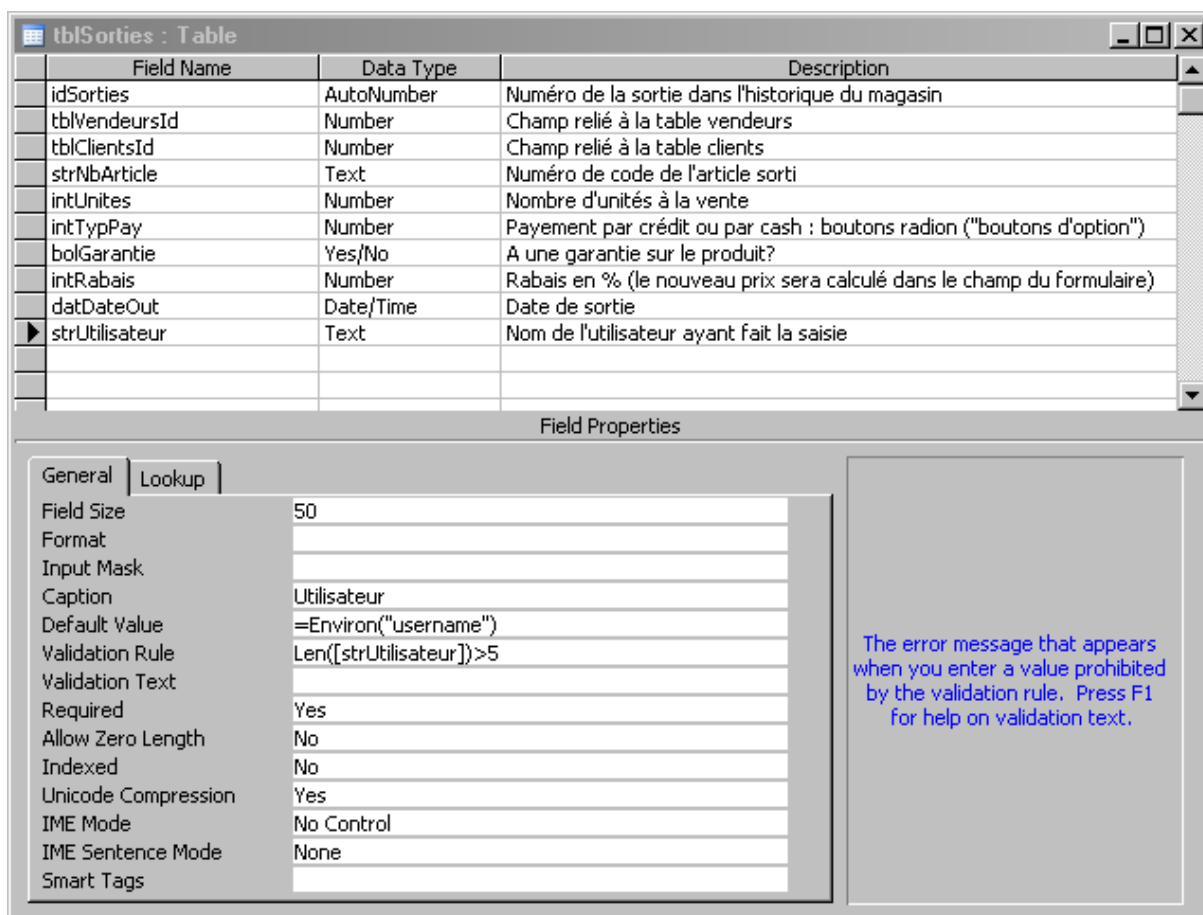 tblSorties : Table
Field Name Data Type Description
idSorties AutoNumber Numéro de la sortie dans l'historique du magasin
tblVendeursId Number Champ relié à la table vendeurs
tblClientsId Number Champ relié à la table clients
strNbArticle Text Numéro de code de l'article sorti
intUnites Number Nombre d'unités à la vente
intTypPay Number Payement par crédit ou par cash : boutons radion ("boutons d'option")
bolGarantie Yes/No A une garantie sur le produit?
intRabais Number Rabais en % (le nouveau prix sera calculé dans le champ du formulaire)
datDateOut Date/Time Date de sortie
strUtilisateur Text Nom de l'utilisateur ayant fait la saisie
Field Properties
General Lookup
Field Size 50
Format
Input Mask
Caption Utilisateur
Default Value =Environ("username")
Validation Rule Len([strUtilisateur])>5
Validation Text
Required Yes
Allow Zero Length No
Indexed No
Unicode Compression Yes
IME Mode No Control
IME Sentence Mode None
Smart Tags
The error message that appears
when you enter a value prohibited
by the validation rule. Press F1
for help on validation text.